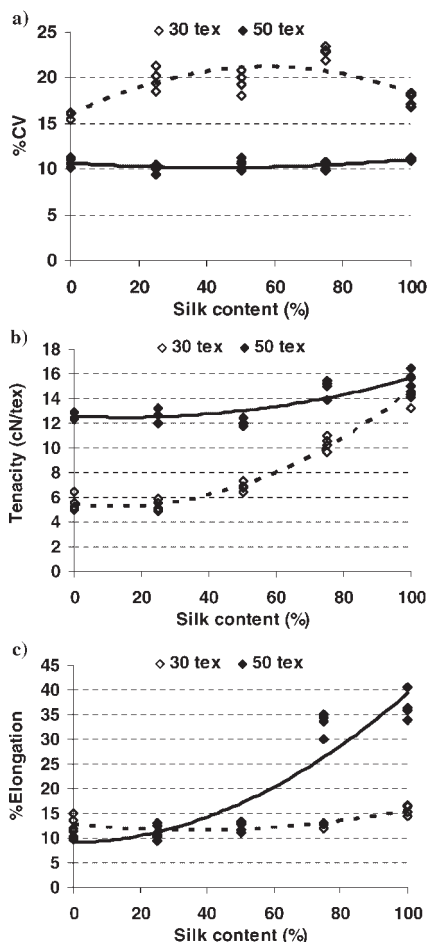 a)
◇ 30 tex ◆ 50 tex
25
20
15
10
5
0
%CV
0 20 40 60 80 100
Silk content (%)
b)
◇ 30 tex ◆ 50 tex
18
16
14
12
10
8
6
4
2
0
Tenacity (cN/tex)
0 20 40 60 80 100
Silk content (%)
c)
◇ 30 tex ◆ 50 tex
45
40
35
30
25
20
15
10
5
0
%Elongation
0 20 40 60 80 100
Silk content (%)